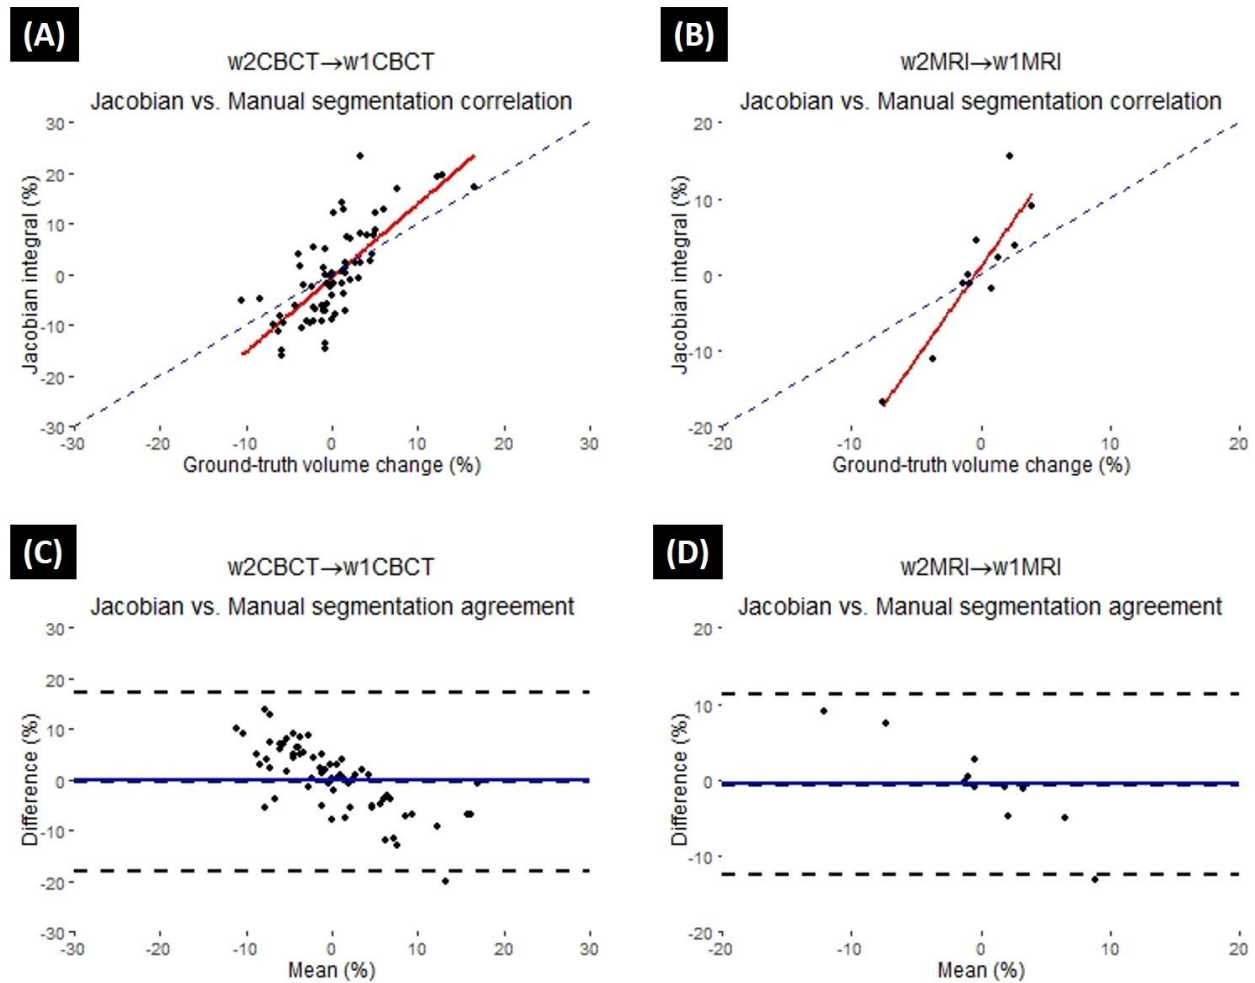 (A)
w2CBCT→w1CBCT
Jacobian vs. Manual segmentation correlation
Jacobian integral (%)
30
20
10
0
-10
-20
-30
-30 -20 -10 0 10 20 30
Ground-truth volume change (%)
(B)
w2MRI→w1MRI
Jacobian vs. Manual segmentation correlation
Jacobian integral (%)
20
10
0
-10
-20
-20 -10 0 10 20
Ground-truth volume change (%)
(C)
w2CBCT→w1CBCT
Jacobian vs. Manual segmentation agreement
Difference (%)
30
20
10
0
-10
-20
-30
-30 -20 -10 0 10 20 30
Mean (%)
(D)
w2MRI→w1MRI
Jacobian vs. Manual segmentation agreement
Difference (%)
20
10
0
-10
-20
-20 -10 0 10 20
Mean (%)